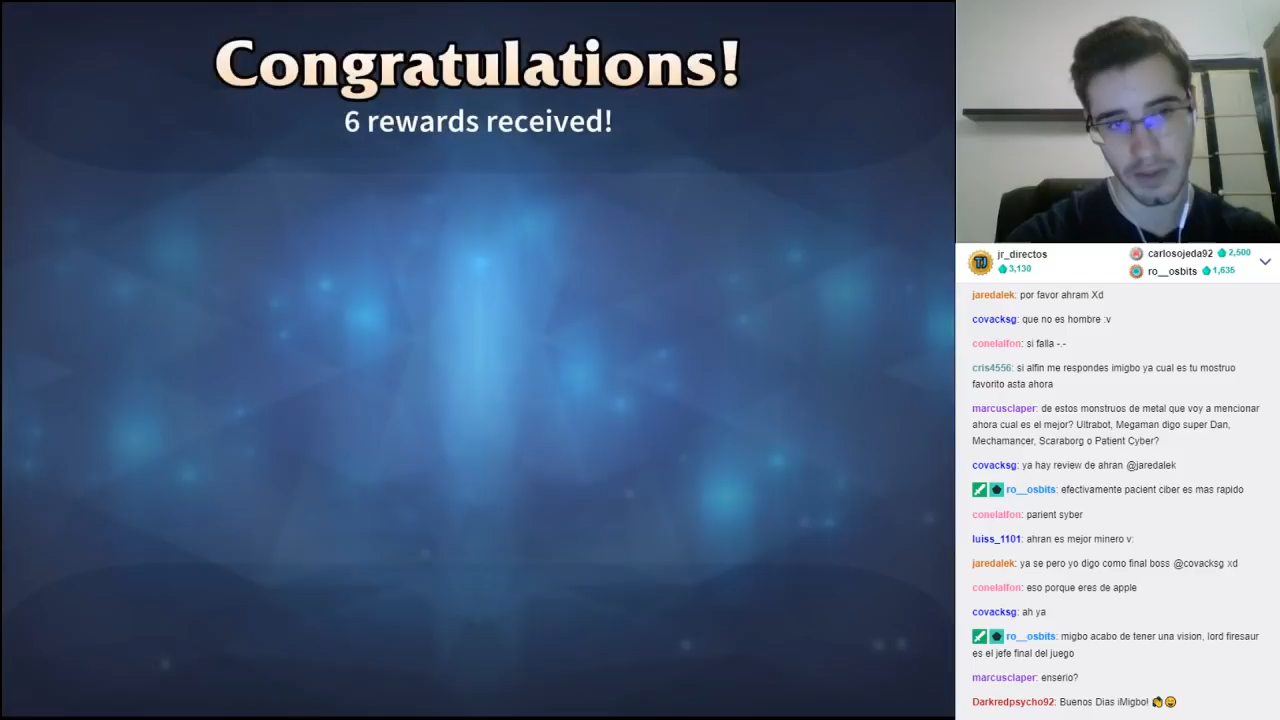 Congratulations!
6 rewards received!
jr_directos
3,130
carlosojeda92 2,500
ro__osbits 1,635
jaredalek: por favor ahram Xd
covacksg: que no es hombre :v
conelalfon: si falla -.-
cris4556: si alfin me respondes imigbo ya cual es tu mostruo
favorito asta ahora
marcusclaper: de estos monstruos de metal que voy a mencionar
ahora cual es el mejor? Ultrabot, Megaman digo super Dan,
Mechamancer, Scaraborg o Patient Cyber?
covacksg: ya hay review de ahran @jaredalek
ro__osbits: efectivamente pacient ciber es mas rapido
conelalfon: parient syber
luiss_1101: ahran es mejor minero v:
jaredalek: ya se pero yo digo como final boss @covacksg xd
conelalfon: eso porque eres de apple
covacksg: ah ya
ro__osbits: migbo acabo de tener una vision, lord firesaur
es el jefe final del juego
marcusclaper: enserio?
Darkredpsycho92: Buenos Dias iMigbo!